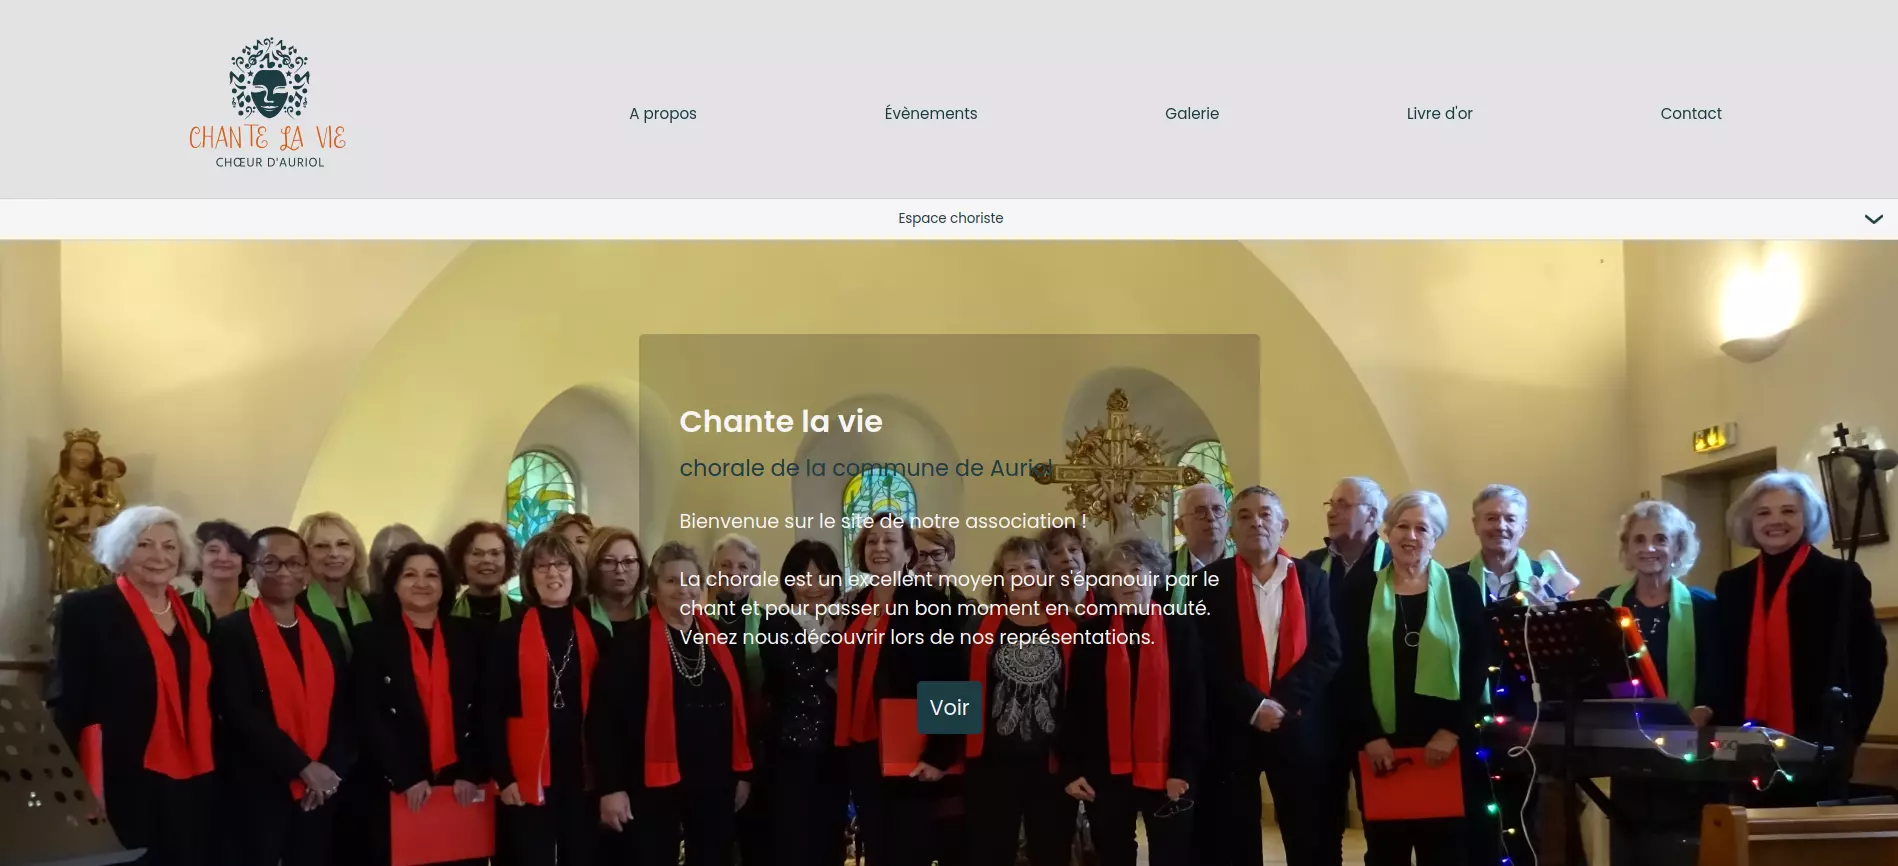 CHANTE LA VIE
CHŒUR D'AURIOL
A propos
Évènements
Galerie
Livre d'or
Contact
Espace choriste
Chante la vie
chorale de la commune de Auriol
Bienvenue sur le site de notre association !
La chorale est un excellent moyen pour s'épanouir par le
chant et pour passer un bon moment en communauté.
Venez nous découvrir lors de nos représentations.
Voir